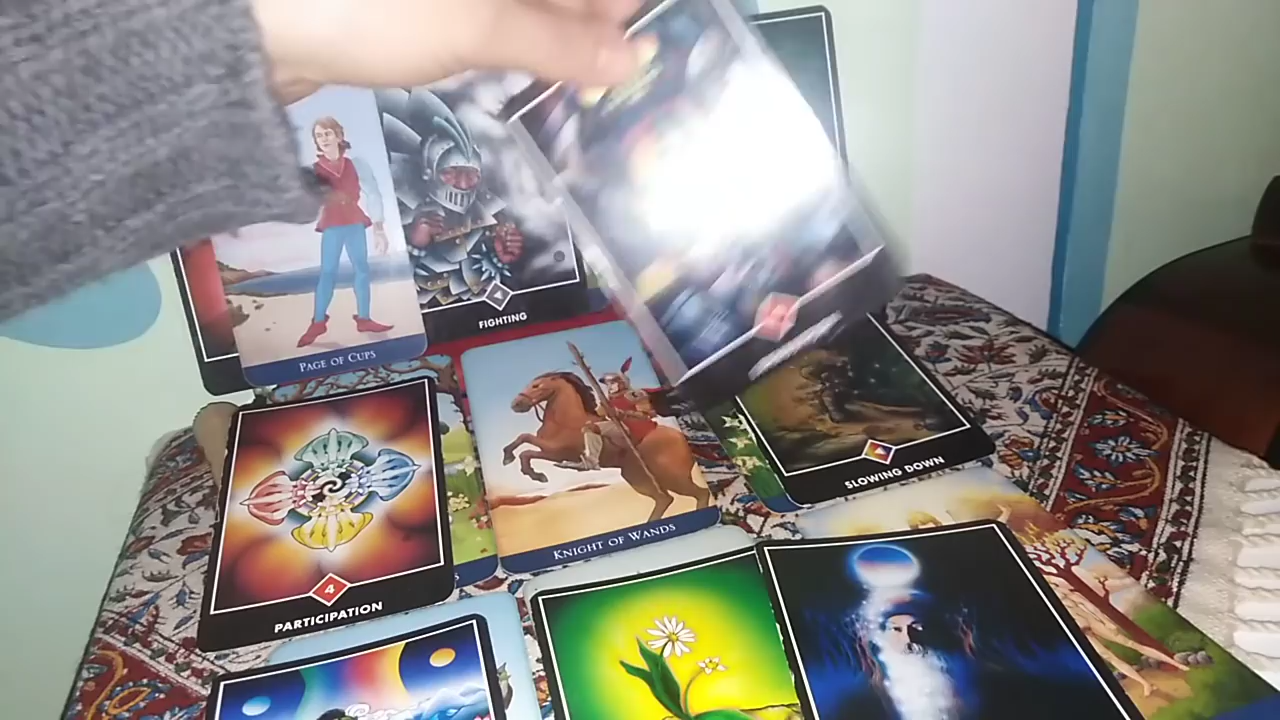 PAGE OF CUPS
FIGHTING
KNIGHT OF WANDS
SLOWING DOWN
4
PARTICIPATION